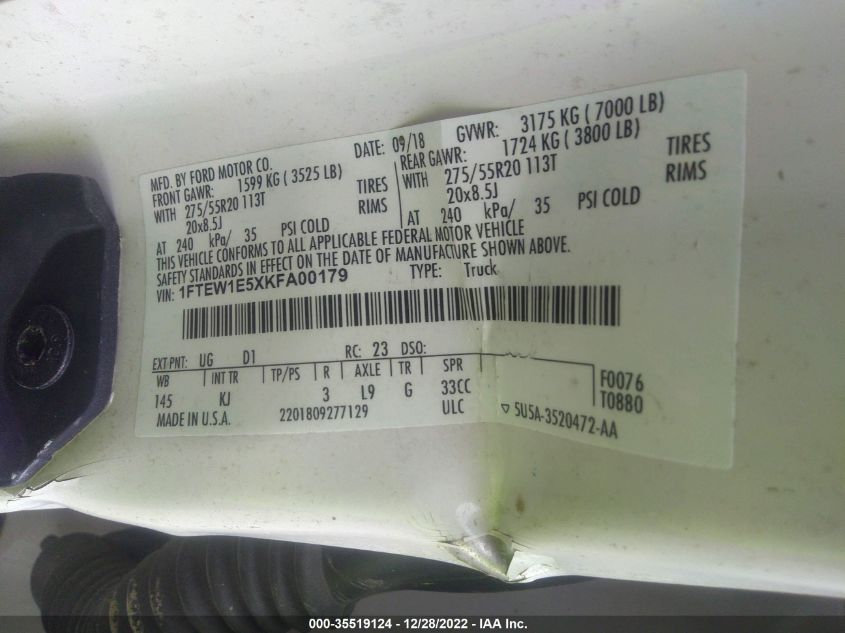 MFD. BY FORD MOTOR CO. DATE: 09/18 GVWR: 3175 KG ( 7000 LB)
FRONT GAWR: 1599 KG ( 3525 LB) REAR GAWR: 1724 KG ( 3800 LB)
WITH 275/55R20 113T TIRES WITH 275/55R20 113T TIRES
20x8.5J RIMS 20x8.5J RIMS
AT 240 kPa/ 35 PSI COLD AT 240 kPa/ 35 PSI COLD
THIS VEHICLE CONFORMS TO ALL APPLICABLE FEDERAL MOTOR VEHICLE
SAFETY STANDARDS IN EFFECT ON THE DATE OF MANUFACTURE SHOWN ABOVE.
VIN: 1FTEW1E5XKFA00179 TYPE: Truck
EXT PNT: UG D1 RC: 23 DSO:
WB INT TR TP/PS R AXLE TR SPR
145 KJ 3 L9 G 33CC
F0076
T0880
MADE IN U.S.A. 2201809277129 ULC
▽ 5U5A-3520472-AA
000-35519124 - 12/28/2022 - IAA Inc.